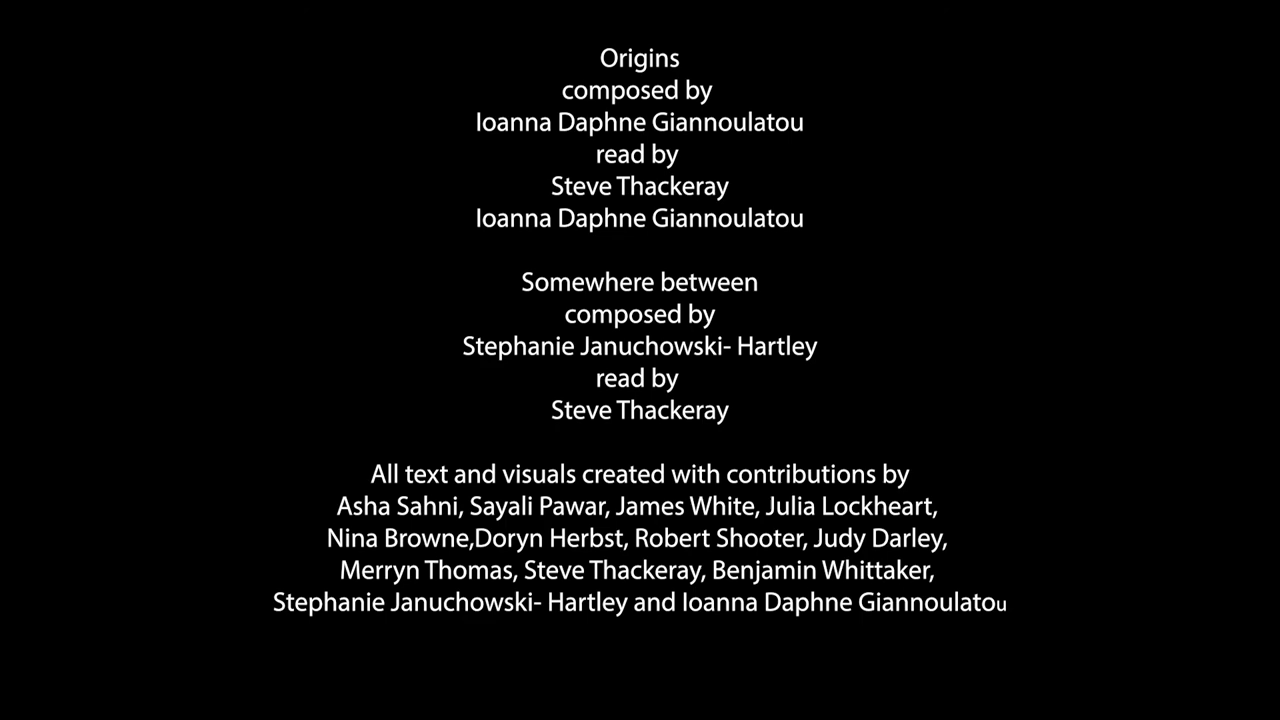 Origins
composed by
Ioanna Daphne Giannoulatou
read by
Steve Thackeray
Ioanna Daphne Giannoulatou
Somewhere between
composed by
Stephanie Januchowski- Hartley
read by
Steve Thackeray
All text and visuals created with contributions by
Asha Sahni, Sayali Pawar, James White, Julia Lockheart,
Nina Browne,Doryn Herbst, Robert Shooter, Judy Darley,
Merryn Thomas, Steve Thackeray, Benjamin Whittaker,
Stephanie Januchowski- Hartley and Ioanna Daphne Giannoulatou